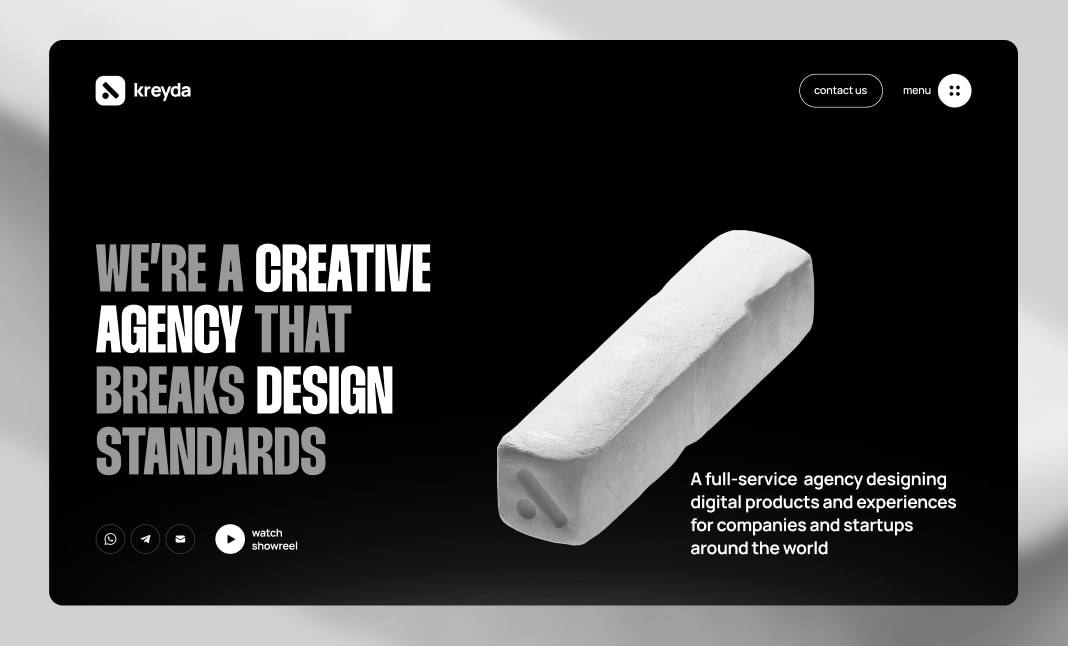 kreyda
contact us
menu
WE'RE A CREATIVE
AGENCY THAT
BREAKS DESIGN
STANDARDS
watch
showreel
A full-service agency designing
digital products and experiences
for companies and startups
around the world